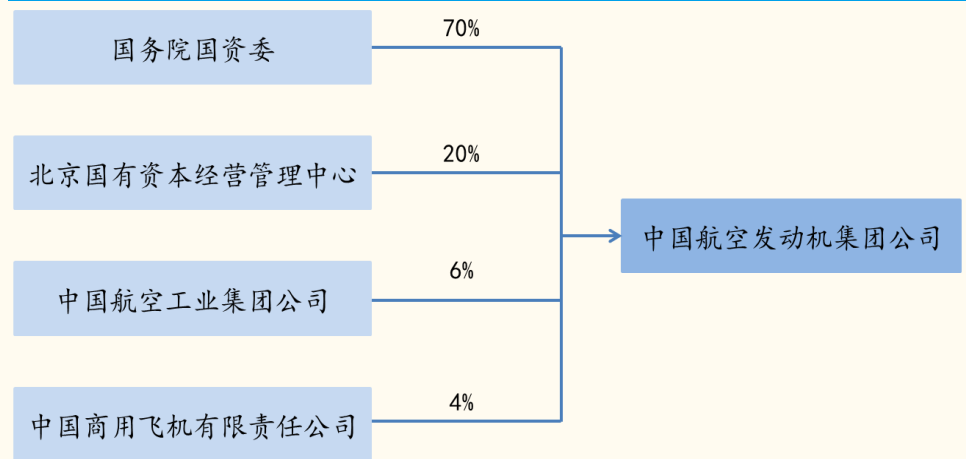 国务院国资委
70%
北京国有资本经营管理中心
20%
中国航空发动机集团公司
中国航空工业集团公司
6%
中国商用飞机有限责任公司
4%